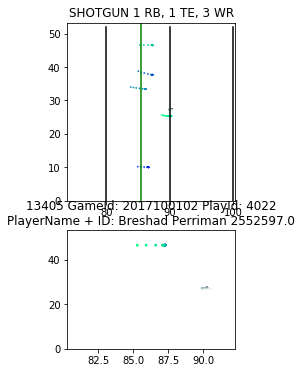 SHOTGUN 1 RB, 1 TE, 3 WR
50
40
30
20
10
0
80 90 100
13405 GameId: 2017100102 PlayId: 4022
PlayerName + ID: Breshad Perriman 2552597.0
40
20
0
82.5 85.0 87.5 90.0